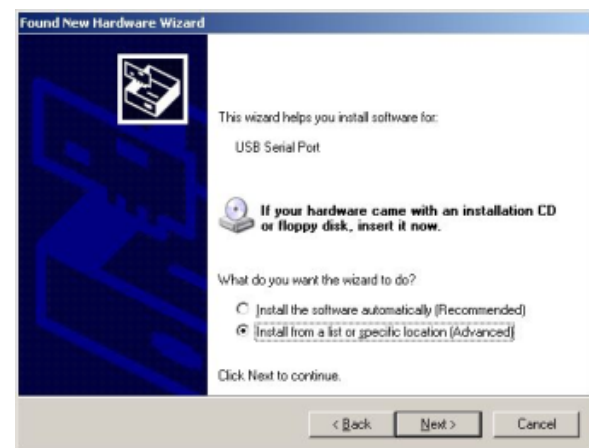 Found New Hardware Wizard
This wizard helps you install software for:
USB Serial Port
If your hardware came with an installation CD
or floppy disk, insert it now.
What do you want the wizard to do?
Install the software automatically (Recommended)
Install from a list or specific location (Advanced)
Click Next to continue.
< Back Next > Cancel